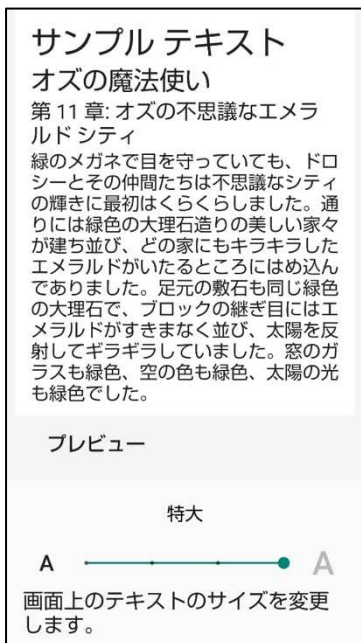 サンプル テキスト
オズの魔法使い
第 11 章: オズの不思議なエメラ
ルド シティ
緑のメガネで目を守っていても、ドロ
シーとその仲間たちは不思議なシティ
の輝きに最初はくらくらしました。通
りには緑色の大理石造りの美しい家々
が建ち並び、どの家にもキラキラした
エメラルドがいたるところにはめ込ん
でありました。足元の敷石も同じ緑色
の大理石で、ブロックの継ぎ目にはエ
メラルドがすきまなく並び、太陽を反
射してギラギラしていました。窓のガ
ラスも緑色、空の色も緑色、太陽の光
も緑色でした。
プレビュー
特大
A A
画面上のテキストのサイズを変更
します。